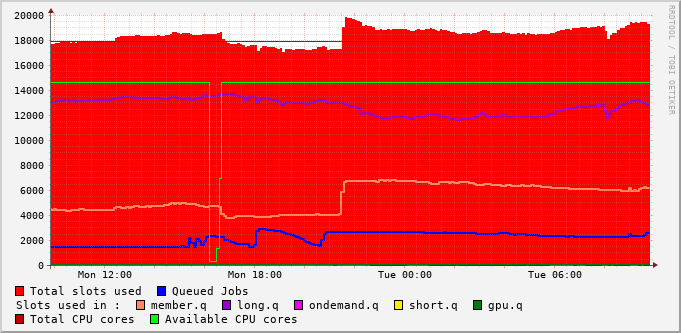 20000
18000
16000
14000
12000
10000
8000
6000
4000
2000
0
Mon 12:00 Mon 18:00 Tue 00:00 Tue 06:00
Total slots used Queued Jobs
Slots used in : member.q long.q ondemand.q short.q gpu.q
Total CPU cores Available CPU cores
RRDTOOL / TOBI OETIKER